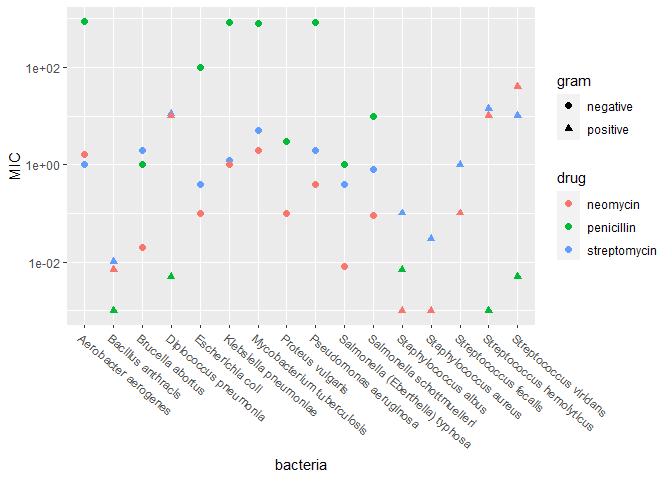 MIC
1e+02
1e+00
1e-02
Aerobacter aerogenes
Bacillus anthracis
Brucella abortus
Diplococcus pneumonia
Escherichia coli
Klebsiella pneumoniae
Mycobacterium tuberculosis
Proteus vulgaris
Pseudomonas aeruginosa
Salmonella (Eberthella) typhosa
Salmonella schottmuelleri
Staphylococcus albus
Staphylococcus aureus
Streptococcus fecalis
Streptococcus hemolyticus
Streptococcus viridans
bacteria
gram
negative
positive
drug
neomycin
penicillin
streptomycin